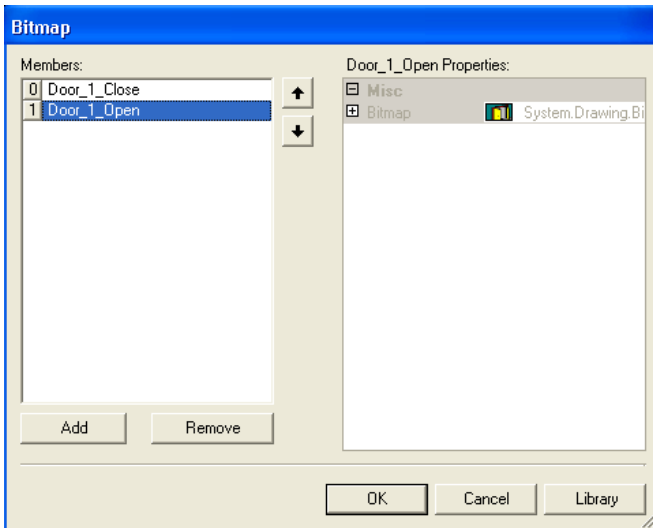 Bitmap
Members:
Door_1_Open Properties:
0 Door_1_Close
1 Door_1_Open
Misc
Bitmap System.Drawing.Bi
Add Remove
OK Cancel Library